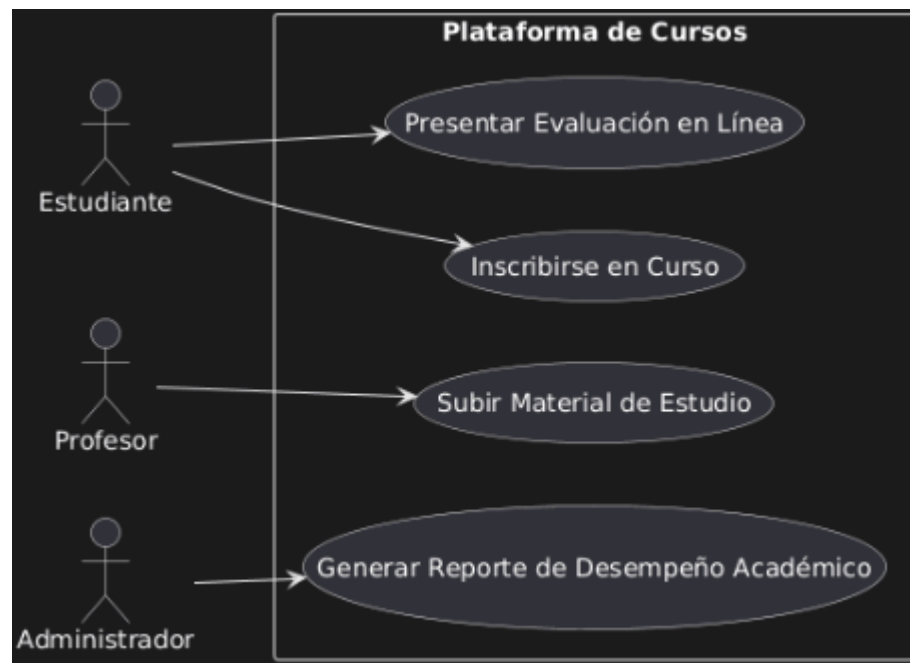 Plataforma de Cursos
Presentar Evaluación en Línea
Estudiante
Inscribirse en Curso
Subir Material de Estudio
Profesor
Generar Reporte de Desempeño Académico
Administrador